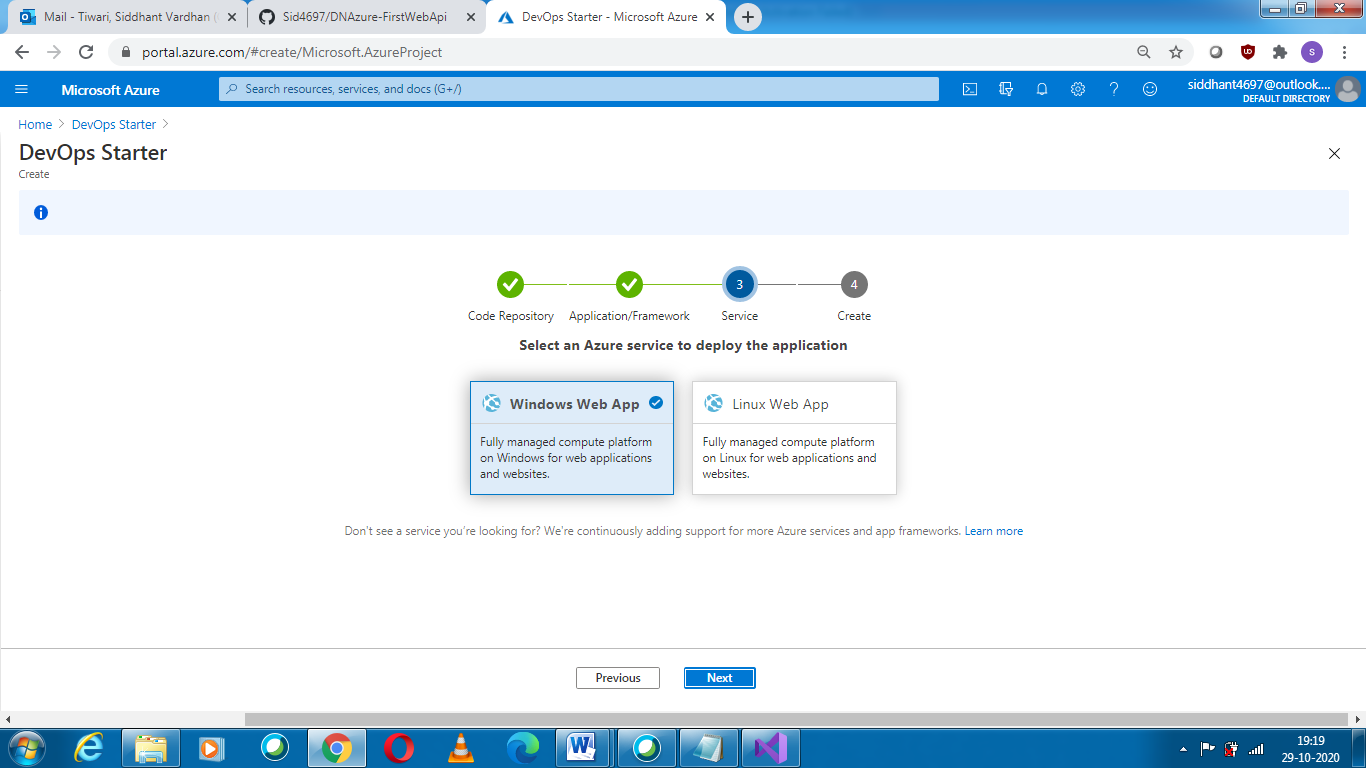 Mail - Tiwari, Siddhant Vardhan (
Sid4697/DNAzure-FirstWebApi
DevOps Starter - Microsoft Azure
portal.azure.com/#create/Microsoft.AzureProject
S
Microsoft Azure
Search resources, services, and docs (G+/)
siddhant4697@outlook....
DEFAULT DIRECTORY
Home > DevOps Starter >
DevOps Starter
Create
3
4
Code Repository
Application/Framework
Service
Create
Select an Azure service to deploy the application
Windows Web App
Linux Web App
Fully managed compute platform
on Windows for web applications
and websites.
Fully managed compute platform
on Linux for web applications and
websites.
Don't see a service you're looking for? We're continuously adding support for more Azure services and app frameworks. Learn more
Previous
Next
19:19
29-10-2020